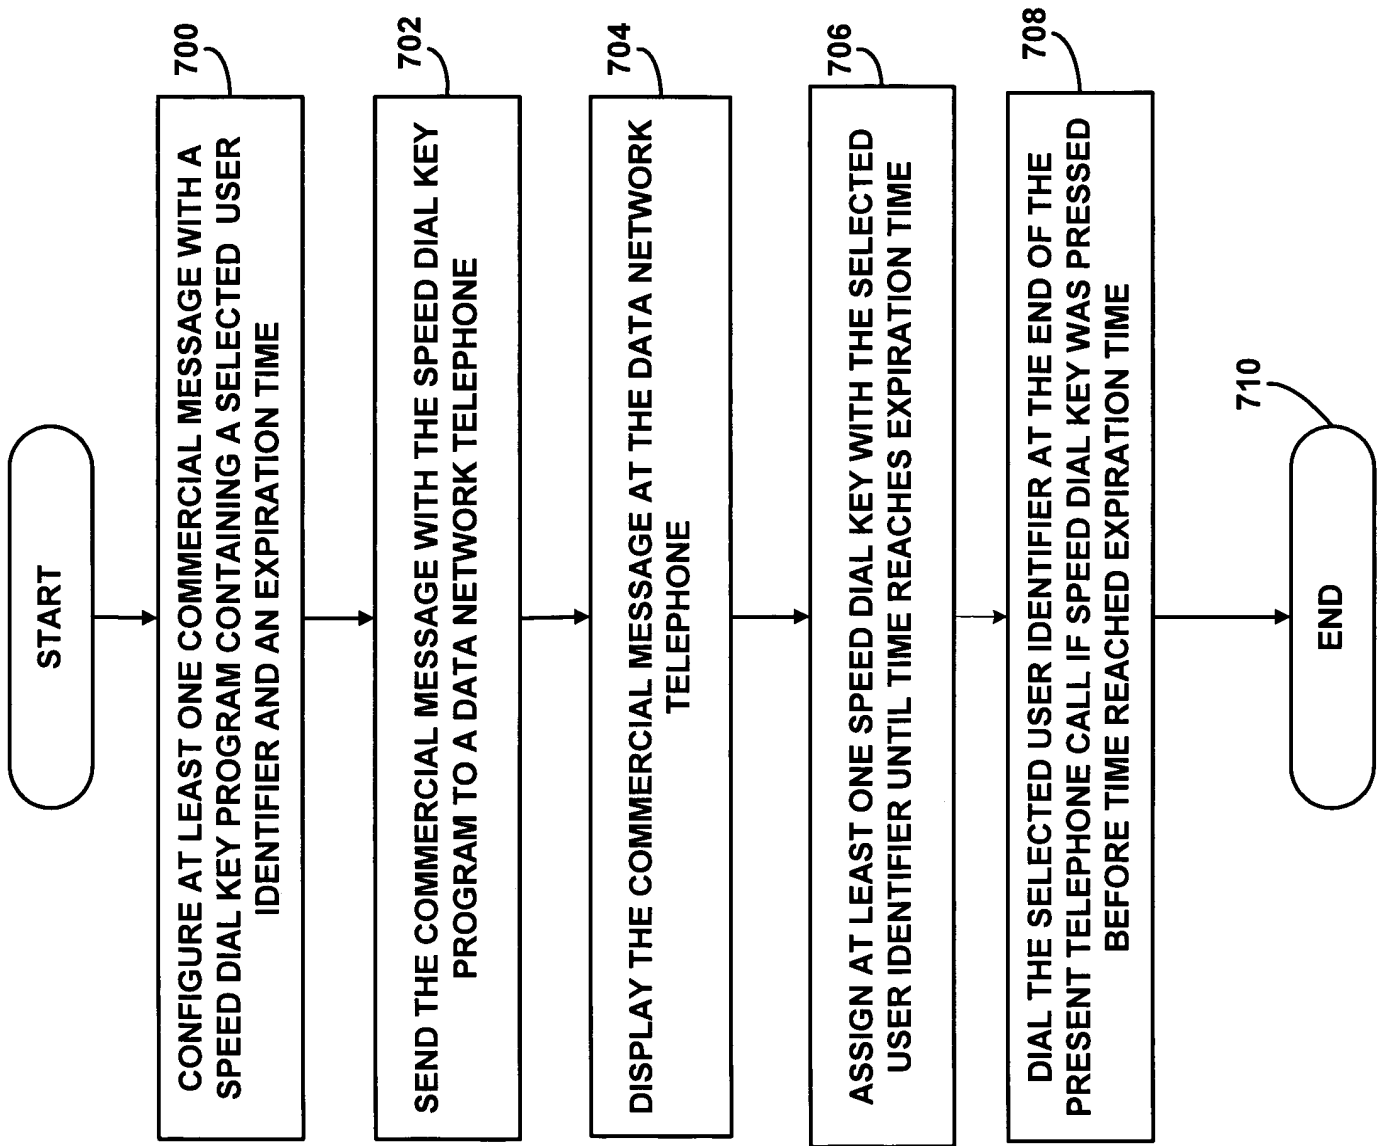 START
700
CONFIGURE AT LEAST ONE COMMERCIAL MESSAGE WITH A
SPEED DIAL KEY PROGRAM CONTAINING A SELECTED USER
IDENTIFIER AND AN EXPIRATION TIME
702
SEND THE COMMERCIAL MESSAGE WITH THE SPEED DIAL KEY
PROGRAM TO A DATA NETWORK TELEPHONE
704
DISPLAY THE COMMERCIAL MESSAGE AT THE DATA NETWORK
TELEPHONE
706
ASSIGN AT LEAST ONE SPEED DIAL KEY WITH THE SELECTED
USER IDENTIFIER UNTIL TIME REACHES EXPIRATION TIME
708
DIAL THE SELECTED USER IDENTIFIER AT THE END OF THE
PRESENT TELEPHONE CALL IF SPEED DIAL KEY WAS PRESSED
BEFORE TIME REACHED EXPIRATION TIME
710
END